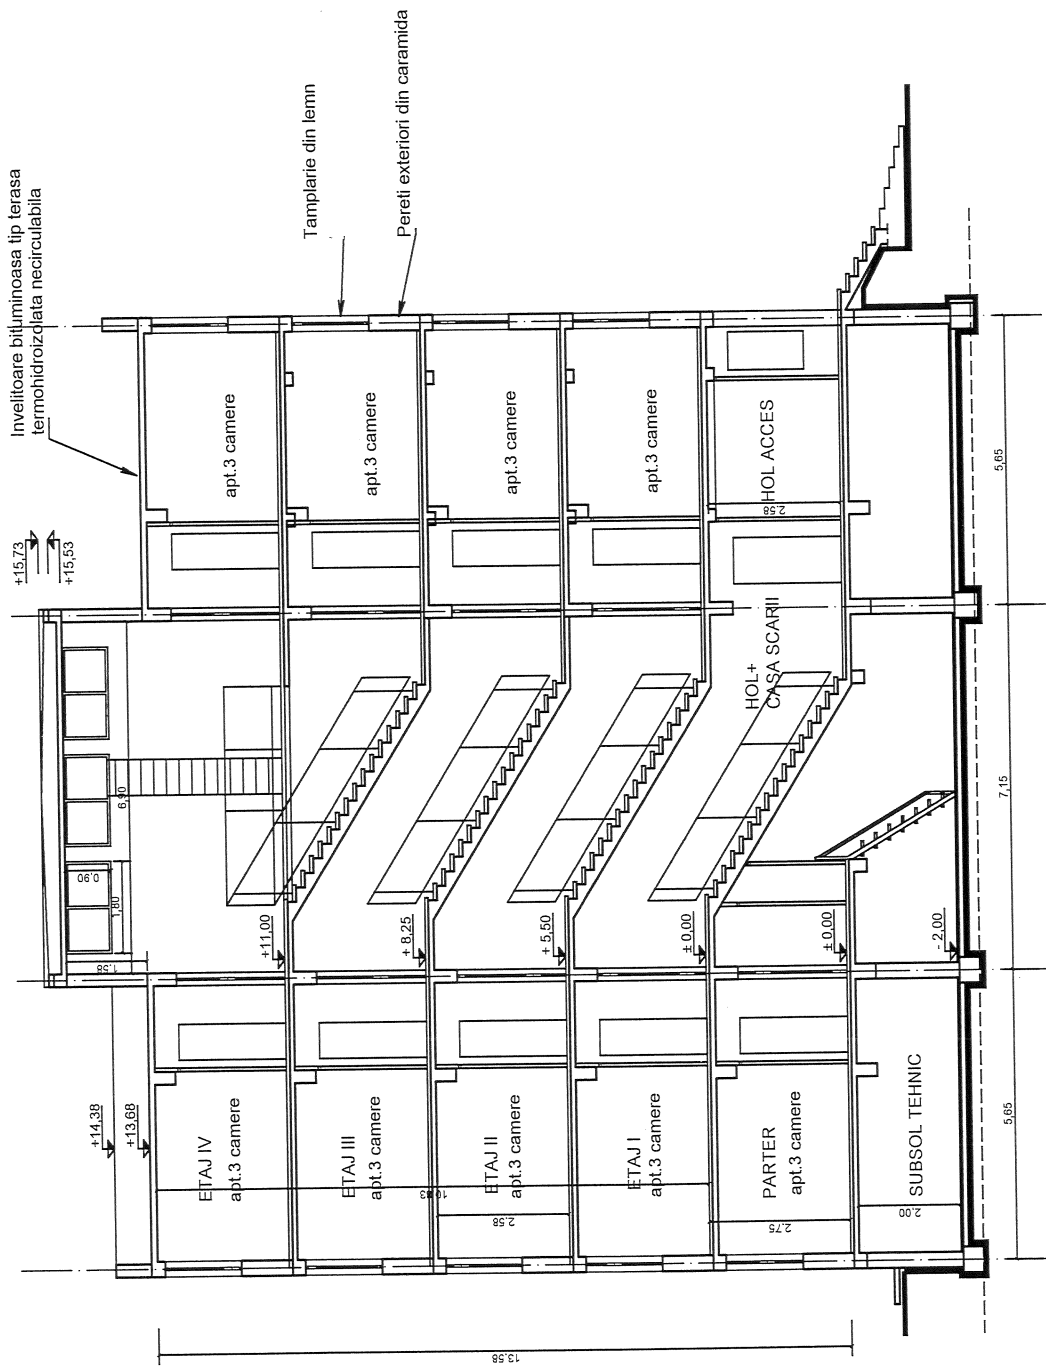 Invelitoare bituminoasa tip terasa
termohidroizolata necirculabila
Tamplarie din lemn
Pereti exteriori din caramida
+15,73
+15,53
+14,38
+13,68
1,58
0,90
1,80
6,90
ETAJ IV
apt.3 camere
+11,00
apt.3 camere
ETAJ III
apt.3 camere
+ 8,25
apt.3 camere
ETAJ II
apt.3 camere
2.58
+ 5,50
apt.3 camere
ETAJ I
apt.3 camere
± 0,00
apt.3 camere
PARTER
apt.3 camere
2.75
± 0,00
HOL+
CASA SCARII
HOL ACCES
2.58
SUBSOL TEHNIC
2.00
- 2,00
13.58
5,65
7,15
5,65